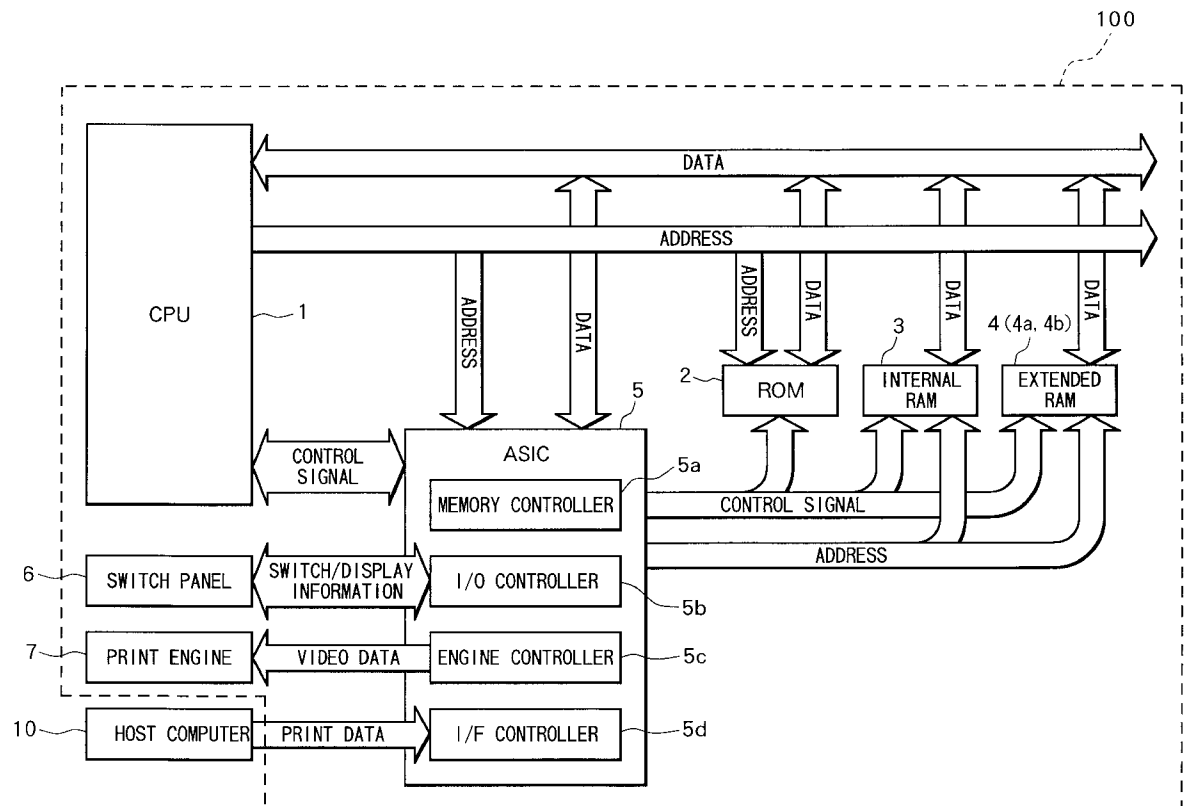 100
DATA
ADDRESS
CPU
1
ADDRESS
DATA
ADDRESS
DATA
DATA
DATA
2
ROM
3
INTERNAL
RAM
4 (4a, 4b)
EXTENDED
RAM
CONTROL
SIGNAL
5
ASIC
5a
MEMORY CONTROLLER
CONTROL SIGNAL
ADDRESS
6
SWITCH PANEL
SWITCH/DISPLAY
INFORMATION
I/O CONTROLLER
5b
7
PRINT ENGINE
VIDEO DATA
ENGINE CONTROLLER
5c
10
HOST COMPUTER
PRINT DATA
I/F CONTROLLER
5d